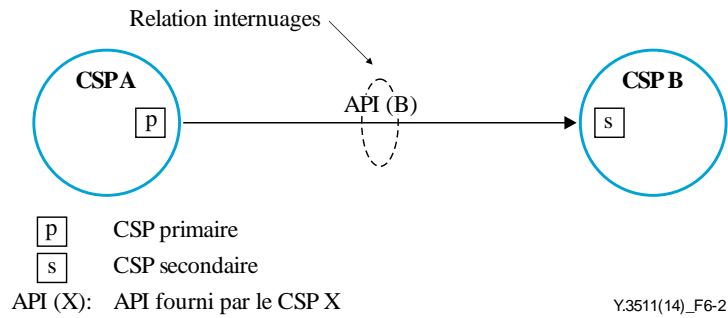 Relation internuages
CSP A
CSP B
API (B)
p
s
p CSP primaire
s CSP secondaire
API (X): API fourni par le CSP X
Y.3511(14)_F6-2